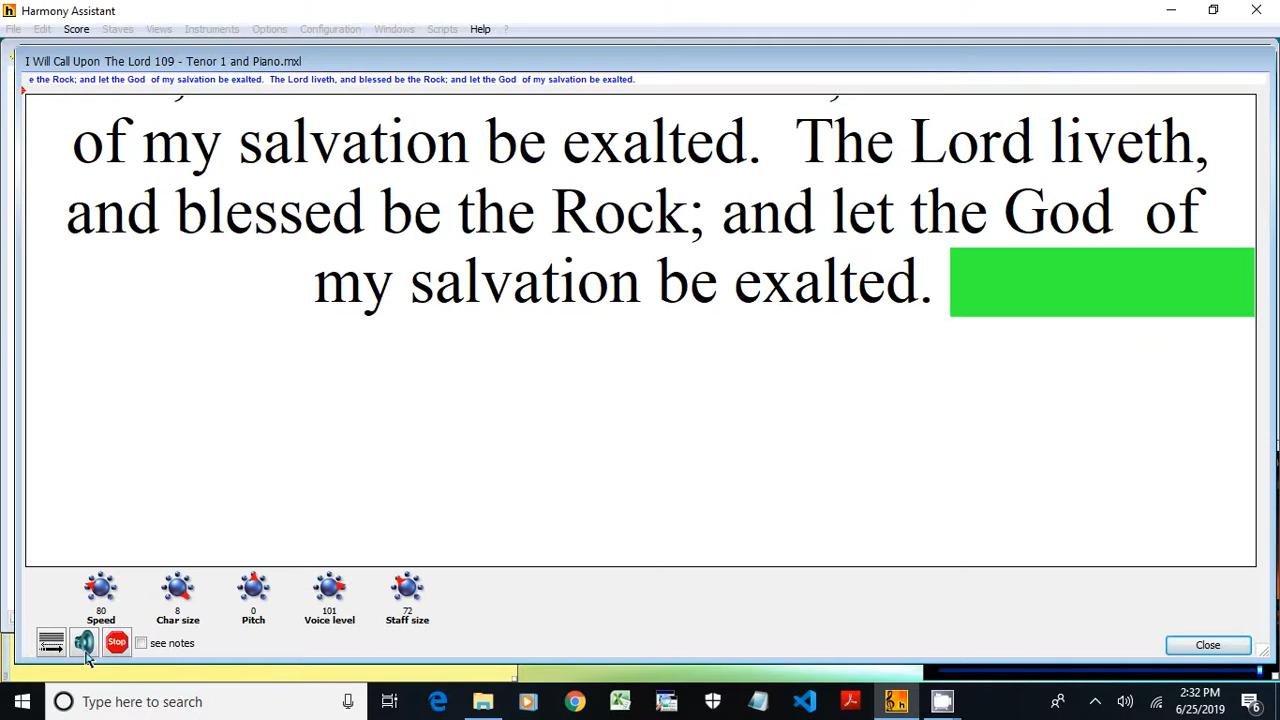 Harmony Assistant
File Edit Score Staves Views Instruments Options Configuration Windows Scripts Help ?
I Will Call Upon The Lord 109 - Tenor 1 and Piano.mxl
e the Rock; and let the God of my salvation be exalted. The Lord liveth, and blessed be the Rock; and let the God of my salvation be exalted.
of my salvation be exalted. The Lord liveth,
and blessed be the Rock; and let the God of
my salvation be exalted.
80 8 0 101 72
Speed Char size Pitch Voice level Staff size
Stop see notes Close
Type here to search
2:32 PM
6/25/2019
6